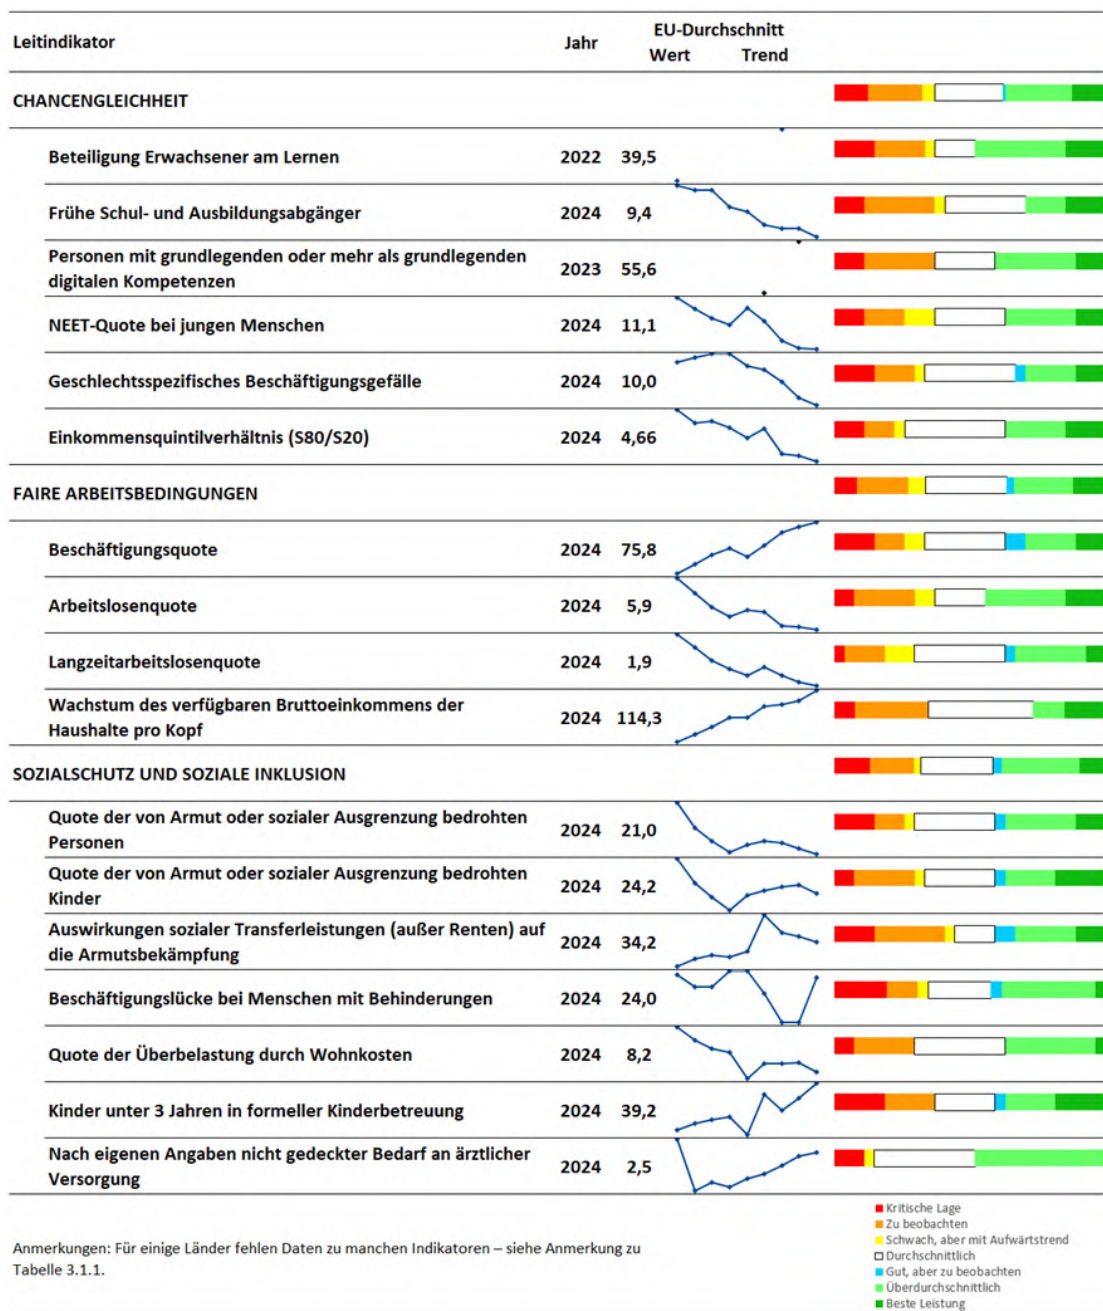 Leitindikator
Jahr
EU-Durchschnitt
Wert Trend
CHANCENGLEICHHEIT
Beteiligung Erwachsener am Lernen 2022 39,5
Frühe Schul- und Ausbildungsabgänger 2024 9,4
Personen mit grundlegenden oder mehr als grundlegenden
digitalen Kompetenzen 2023 55,6
NEET-Quote bei jungen Menschen 2024 11,1
Geschlechtsspezifisches Beschäftigungsgefälle 2024 10,0
Einkommensquintilverhältnis (S80/S20) 2024 4,66
FAIRE ARBEITSBEDINGUNGEN
Beschäftigungsquote 2024 75,8
Arbeitslosenquote 2024 5,9
Langzeitarbeitslosenquote 2024 1,9
Wachstum des verfügbaren Bruttoeinkommens der
Haushalte pro Kopf 2024 114,3
SOZIALSCHUTZ UND SOZIALE INKLUSION
Quote der von Armut oder sozialer Ausgrenzung bedrohten
Personen 2024 21,0
Quote der von Armut oder sozialer Ausgrenzung bedrohten
Kinder 2024 24,2
Auswirkungen sozialer Transferleistungen (außer Renten) auf
die Armutsbekämpfung 2024 34,2
Beschäftigungslücke bei Menschen mit Behinderungen 2024 24,0
Quote der Überbelastung durch Wohnkosten 2024 8,2
Kinder unter 3 Jahren in formeller Kinderbetreuung 2024 39,2
Nach eigenen Angaben nicht gedeckter Bedarf an ärztlicher
Versorgung 2024 2,5
Anmerkungen: Für einige Länder fehlen Daten zu manchen Indikatoren – siehe Anmerkung zu
Tabelle 3.1.1.
Kritische Lage
Zu beobachten
Schwach, aber mit Aufwärtstrend
Durchschnittlich
Gut, aber zu beobachten
Überdurchschnittlich
Beste Leistung